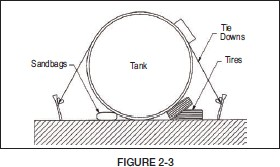 Tie
Downs
Sandbags
Tank
Tires
FIGURE 2-3